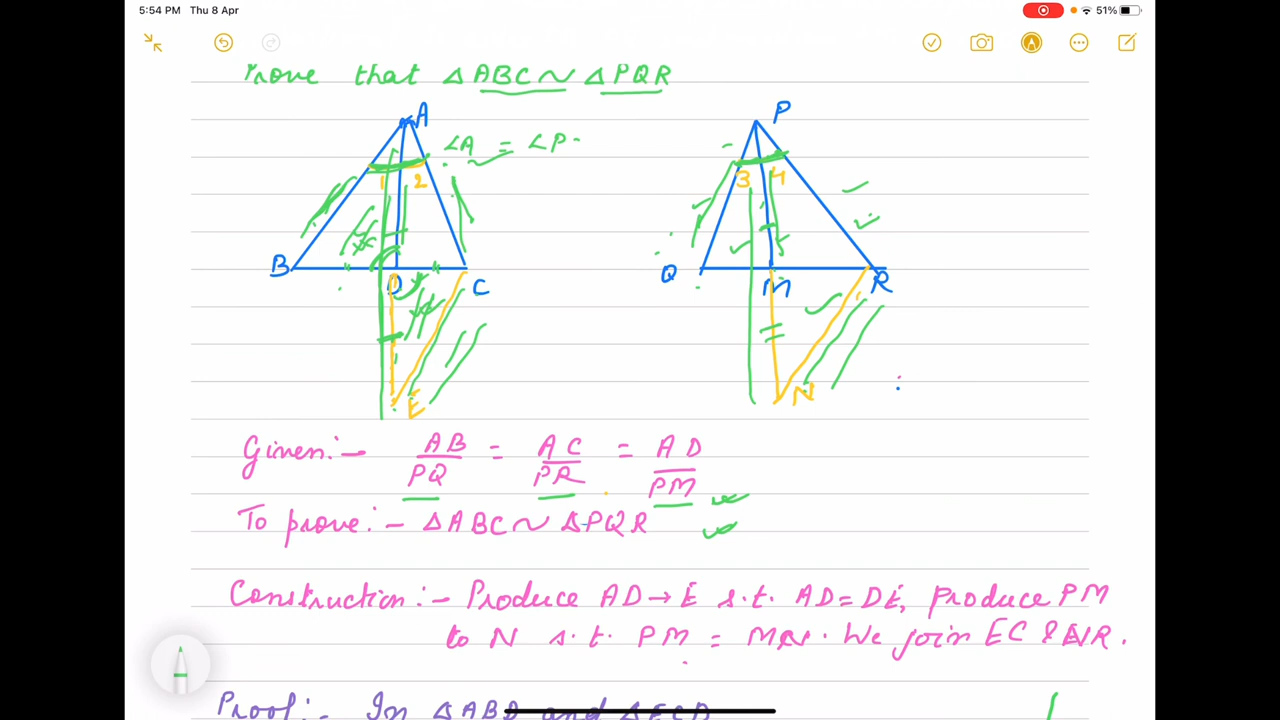 5:54 PM Thu 8 Apr 51%
Prove that △ABC ~ △PQR
A
P
∠A = ∠P
1 2
3 4
B D C
Q M R
E
N
Given:- AB/PQ = AC/PR = AD/PM
To prove:- △ABC ~ △PQR
Construction:- Produce AD → E s.t. AD = DE, produce PM
to N s.t. PM = MN. We join EC & NR.
Proof:- In △ABD and △ECD